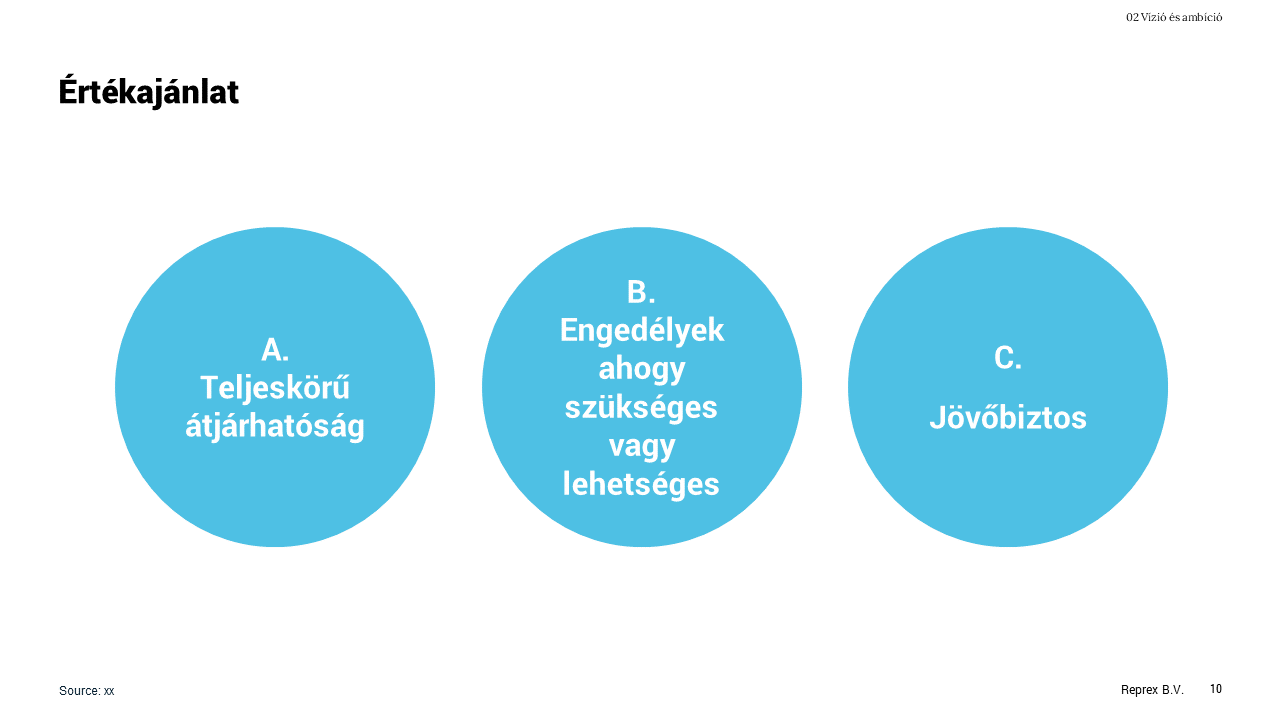 02 Vízió és ambíció
Értékajánlat
A.
Teljeskörű
átjárhatóság
B.
Engedélyek
ahogy
szükséges
vagy
lehetséges
C.
Jövőbiztos
Source: xx
Reprex B.V.
10